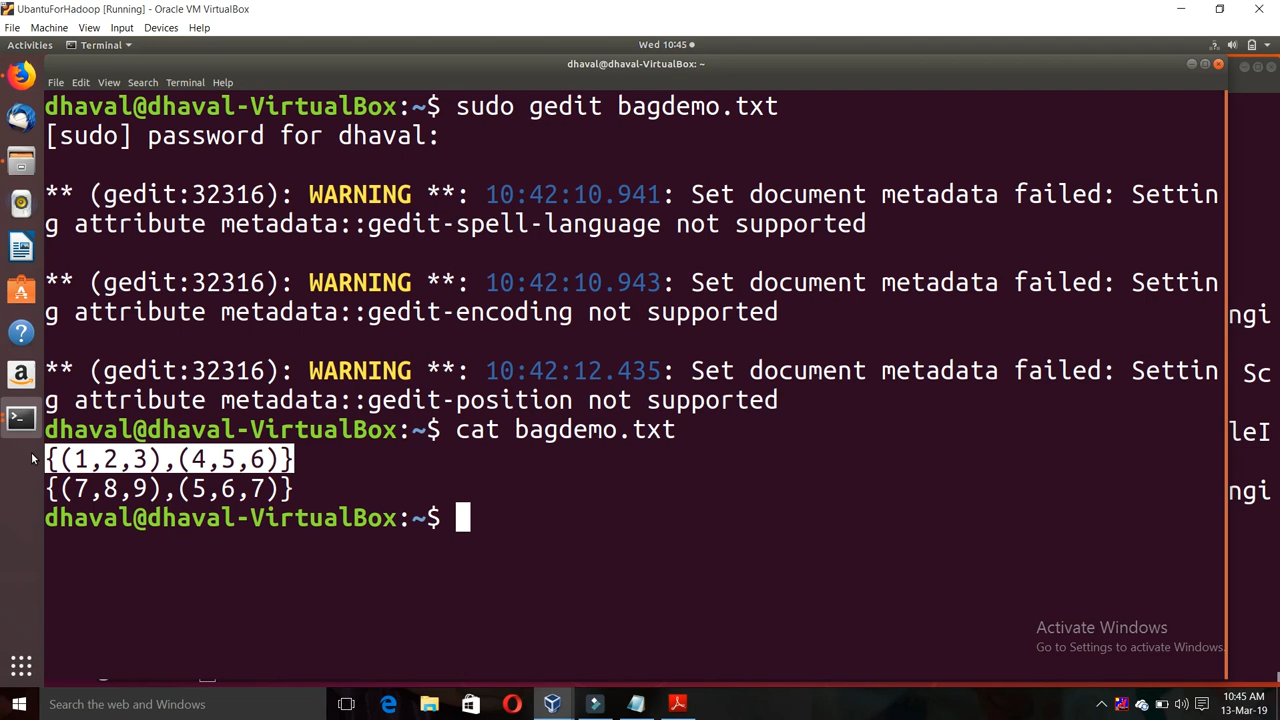 UbantuForHadoop [Running] - Oracle VM VirtualBox
File Machine View Input Devices Help
Activities Terminal Wed 10:45
dhaval@dhaval-VirtualBox: ~
File Edit View Search Terminal Help
dhaval@dhaval-VirtualBox:~$ sudo gedit bagdemo.txt
[sudo] password for dhaval:
** (gedit:32316): WARNING **: 10:42:10.941: Set document metadata failed: Settin
g attribute metadata::gedit-spell-language not supported
** (gedit:32316): WARNING **: 10:42:10.943: Set document metadata failed: Settin
g attribute metadata::gedit-encoding not supported
ngi
** (gedit:32316): WARNING **: 10:42:12.435: Set document metadata failed: Settin
Sc
g attribute metadata::gedit-position not supported
dhaval@dhaval-VirtualBox:~$ cat bagdemo.txt
leI
{(1,2,3),(4,5,6)}
{(7,8,9),(5,6,7)}
ngi
dhaval@dhaval-VirtualBox:~$
Activate Windows
Go to Settings to activate Windows.
Search the web and Windows
10:45 AM
13-Mar-19